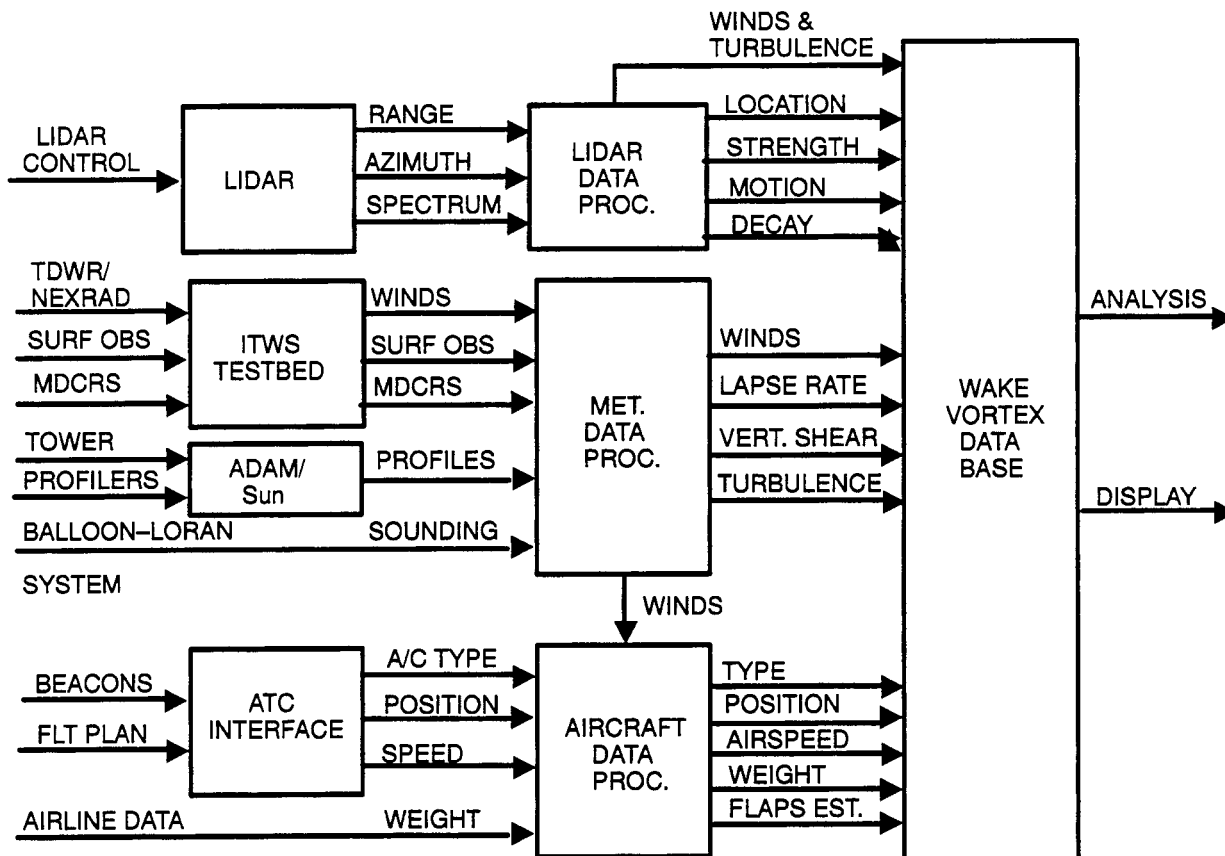 WINDS &
TURBULENCE
LIDAR
CONTROL
LIDAR
RANGE
AZIMUTH
SPECTRUM
LIDAR
DATA
PROC.
LOCATION
STRENGTH
MOTION
DECAY
TDWR/
NEXRAD
SURF OBS
MDCRS
ITWS
TESTBED
WINDS
SURF OBS
MDCRS
TOWER
PROFILERS
ADAM/
Sun
PROFILES
BALLOON–LORAN
SYSTEM
SOUNDING
MET.
DATA
PROC.
WINDS
LAPSE RATE
VERT. SHEAR
TURBULENCE
WINDS
BEACONS
FLT PLAN
ATC
INTERFACE
A/C TYPE
POSITION
SPEED
AIRLINE DATA
WEIGHT
AIRCRAFT
DATA
PROC.
TYPE
POSITION
AIRSPEED
WEIGHT
FLAPS EST.
WAKE
VORTEX
DATA
BASE
ANALYSIS
DISPLAY